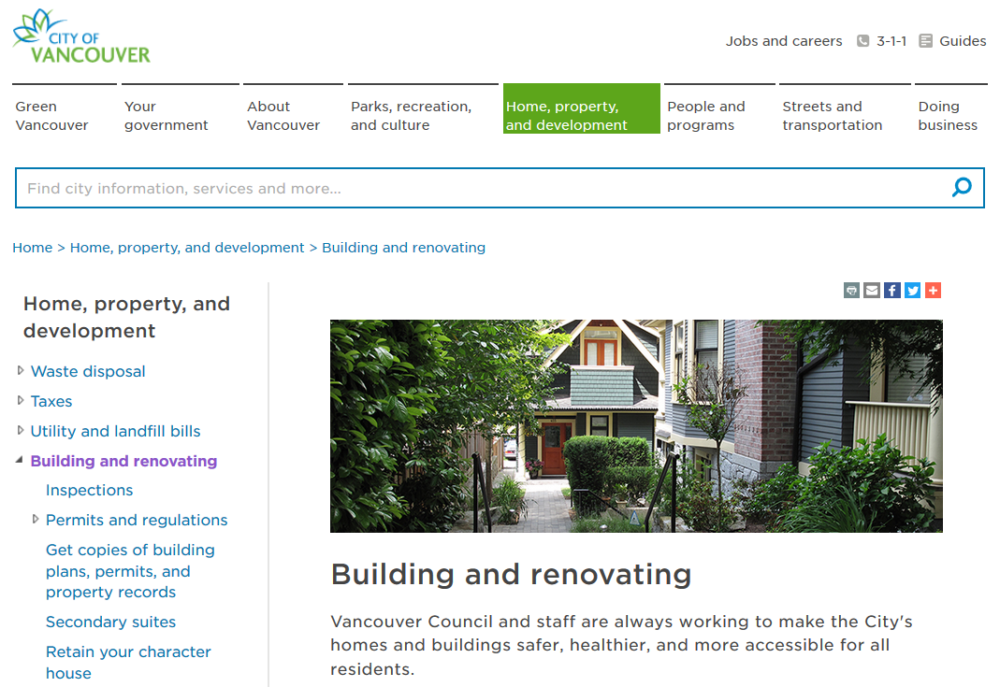 CITY OF
VANCOUVER
Jobs and careers 3-1-1 Guides
Green
Vancouver
Your
government
About
Vancouver
Parks, recreation,
and culture
Home, property,
and development
People and
programs
Streets and
transportation
Doing
business
Find city information, services and more...
Home > Home, property, and development > Building and renovating
Home, property, and
development
Waste disposal
Taxes
Utility and landfill bills
Building and renovating
Inspections
Permits and regulations
Get copies of building
plans, permits, and
property records
Secondary suites
Retain your character
house
Building and renovating
Vancouver Council and staff are always working to make the City's
homes and buildings safer, healthier, and more accessible for all
residents.